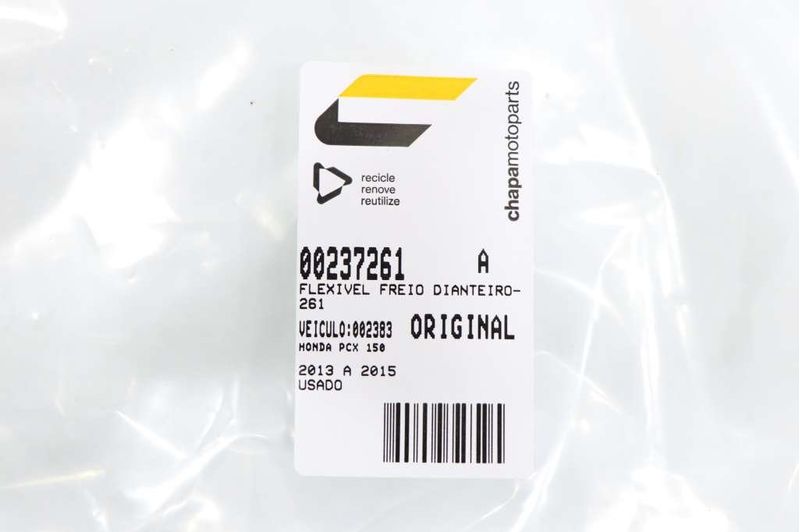 chapamotoparts
recicle
renove
reutilize
00237261 A
FLEXIVEL FREIO DIANTEIRO-
261
VEICULO:002383 ORIGINAL
HONDA PCX 150
2013 A 2015
USADO